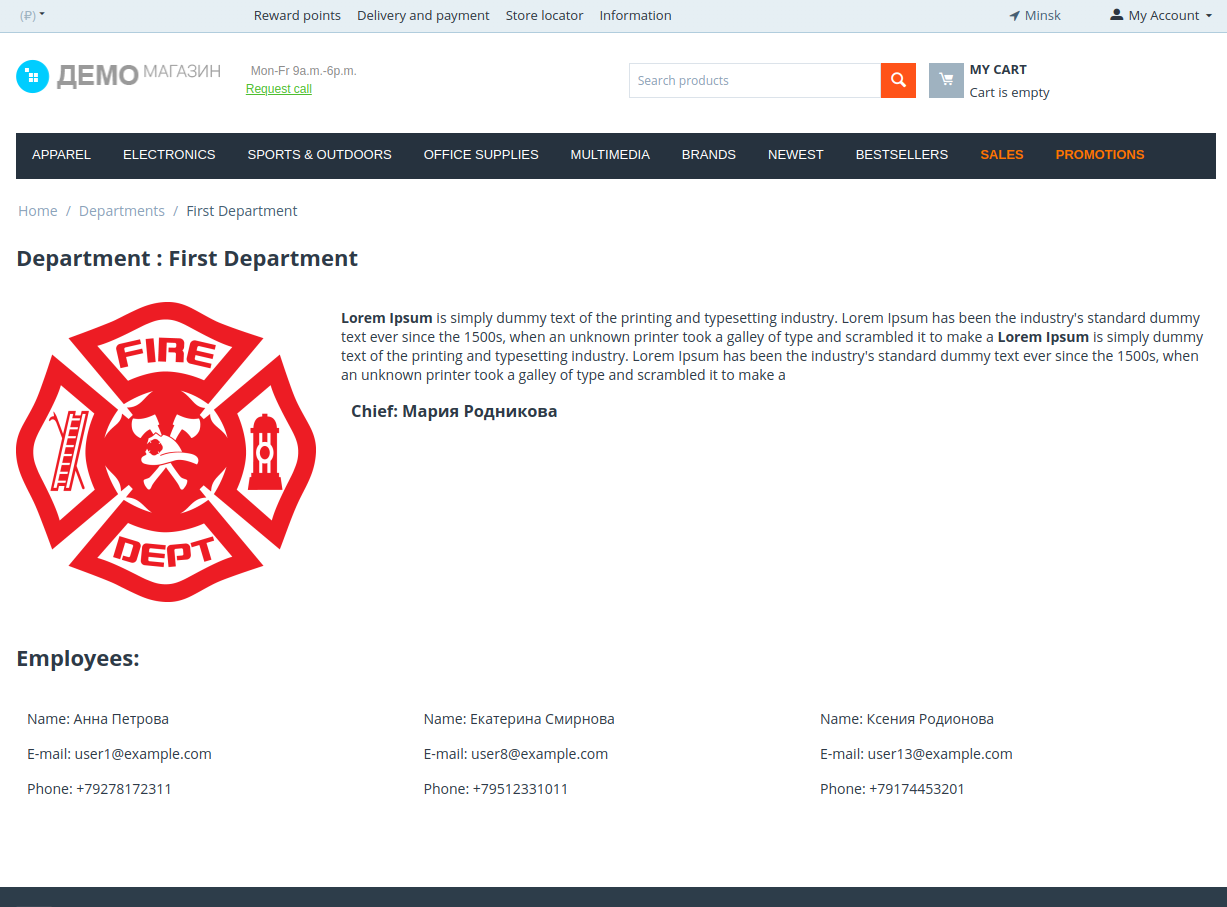 (₽) Reward points Delivery and payment Store locator Information Minsk My Account
ДЕМО МАГАЗИН
Mon-Fr 9a.m.-6p.m.
Request call
Search products
MY CART
Cart is empty
APPAREL ELECTRONICS SPORTS & OUTDOORS OFFICE SUPPLIES MULTIMEDIA BRANDS NEWEST BESTSELLERS SALES PROMOTIONS
Home / Departments / First Department
Department : First Department
FIRE
DEPT
Lorem Ipsum is simply dummy text of the printing and typesetting industry. Lorem Ipsum has been the industry's standard dummy
text ever since the 1500s, when an unknown printer took a galley of type and scrambled it to make a Lorem Ipsum is simply dummy
text of the printing and typesetting industry. Lorem Ipsum has been the industry's standard dummy text ever since the 1500s, when
an unknown printer took a galley of type and scrambled it to make a
Chief: Мария Родникова
Employees:
Name: Анна Петрова
E-mail: user1@example.com
Phone: +79278172311
Name: Екатерина Смирнова
E-mail: user8@example.com
Phone: +79512331011
Name: Ксения Родионова
E-mail: user13@example.com
Phone: +79174453201